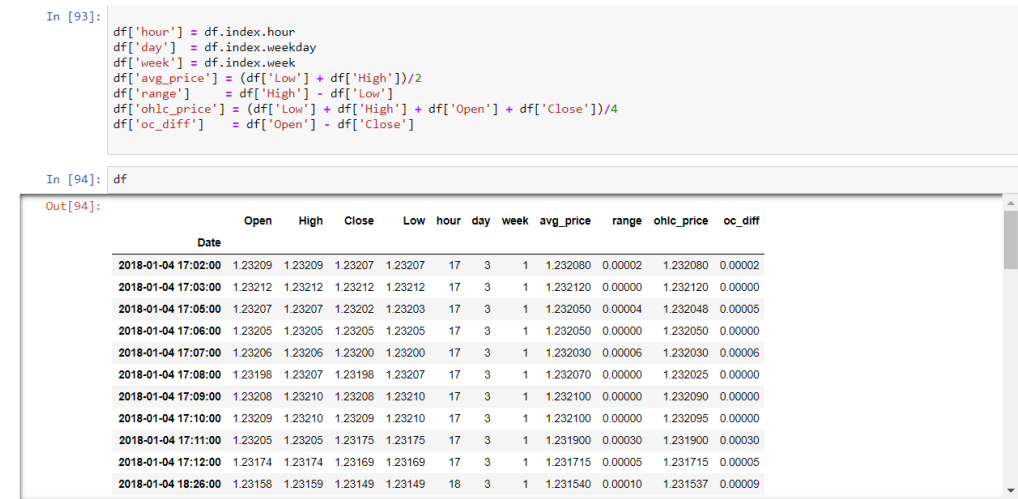 In [93]:
df['hour'] = df.index.hour
df['day'] = df.index.weekday
df['week'] = df.index.week
df['avg_price'] = (df['Low'] + df['High'])/2
df['range'] = df['High'] - df['Low']
df['ohlc_price'] = (df['Low'] + df['High'] + df['Open'] + df['Close'])/4
df['oc_diff'] = df['Open'] - df['Close']
In [94]: df
Out[94]:
Open High Close Low hour day week avg_price range ohlc_price oc_diff
Date
2018-01-04 17:02:00 1.23209 1.23209 1.23207 1.23207 17 3 1 1.232080 0.00002 1.232080 0.00002
2018-01-04 17:03:00 1.23212 1.23212 1.23212 1.23212 17 3 1 1.232120 0.00000 1.232120 0.00000
2018-01-04 17:05:00 1.23207 1.23207 1.23202 1.23203 17 3 1 1.232050 0.00004 1.232048 0.00005
2018-01-04 17:06:00 1.23205 1.23205 1.23205 1.23205 17 3 1 1.232050 0.00000 1.232050 0.00000
2018-01-04 17:07:00 1.23206 1.23206 1.23200 1.23200 17 3 1 1.232030 0.00006 1.232030 0.00006
2018-01-04 17:08:00 1.23198 1.23207 1.23198 1.23207 17 3 1 1.232070 0.00000 1.232025 0.00000
2018-01-04 17:09:00 1.23208 1.23210 1.23208 1.23210 17 3 1 1.232100 0.00000 1.232090 0.00000
2018-01-04 17:10:00 1.23209 1.23210 1.23209 1.23210 17 3 1 1.232100 0.00000 1.232095 0.00000
2018-01-04 17:11:00 1.23205 1.23205 1.23175 1.23175 17 3 1 1.231900 0.00030 1.231900 0.00030
2018-01-04 17:12:00 1.23174 1.23174 1.23169 1.23169 17 3 1 1.231715 0.00005 1.231715 0.00005
2018-01-04 18:26:00 1.23158 1.23159 1.23149 1.23149 18 3 1 1.231540 0.00010 1.231537 0.00009